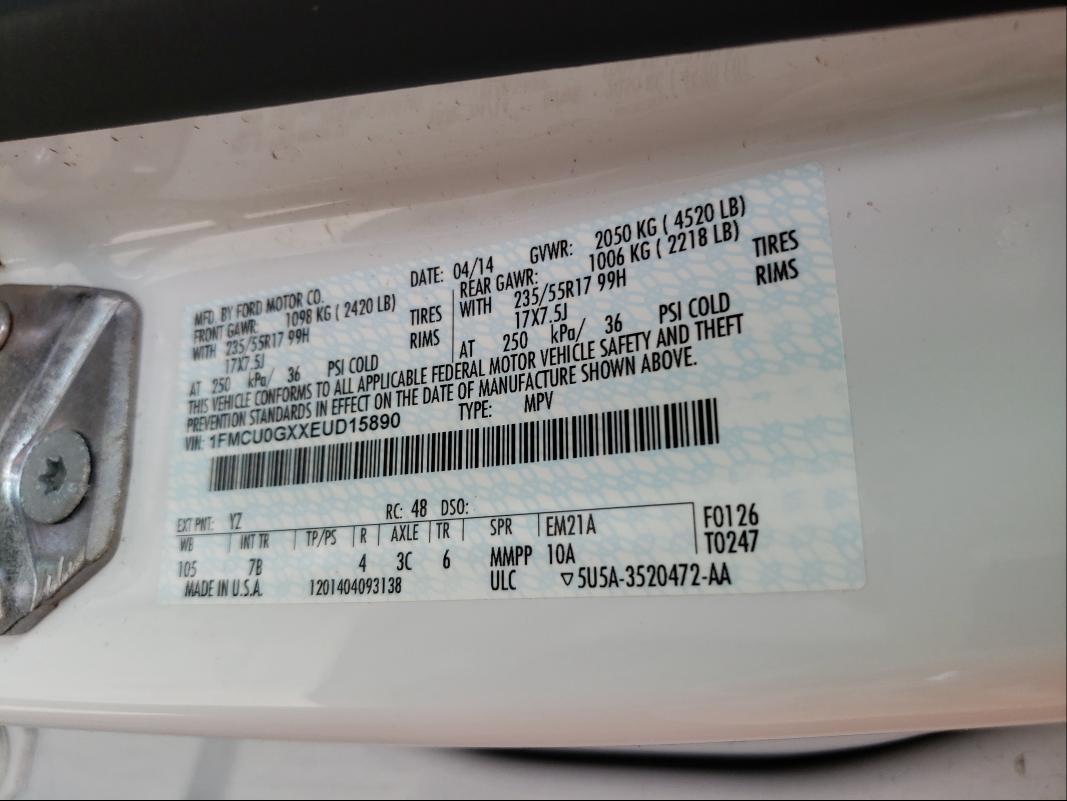 MFD. BY FORD MOTOR CO.
DATE: 04/14 GVWR: 2050 KG ( 4520 LB)
FRONT GAWR: 1098 KG ( 2420 LB)
REAR GAWR: 1006 KG ( 2218 LB)
WITH 235/55R17 99H TIRES
WITH 235/55R17 99H TIRES
17X7.5J RIMS
17X7.5J RIMS
AT 250 kPa/ 36 PSI COLD
AT 250 kPa/ 36 PSI COLD
THIS VEHICLE CONFORMS TO ALL APPLICABLE FEDERAL MOTOR VEHICLE SAFETY AND THEFT
PREVENTION STANDARDS IN EFFECT ON THE DATE OF MANUFACTURE SHOWN ABOVE.
VIN: 1FMCU0GXXEUD15890 TYPE: MPV
EXT PNT: YZ RC: 48 DSO:
WB INT TR TP/PS R AXLE TR SPR EM21A F0126
105 7B 4 3C 6 MMPP 10A T0247
MADE IN U.S.A. 1201404093138 ULC ▽5U5A-3520472-AA